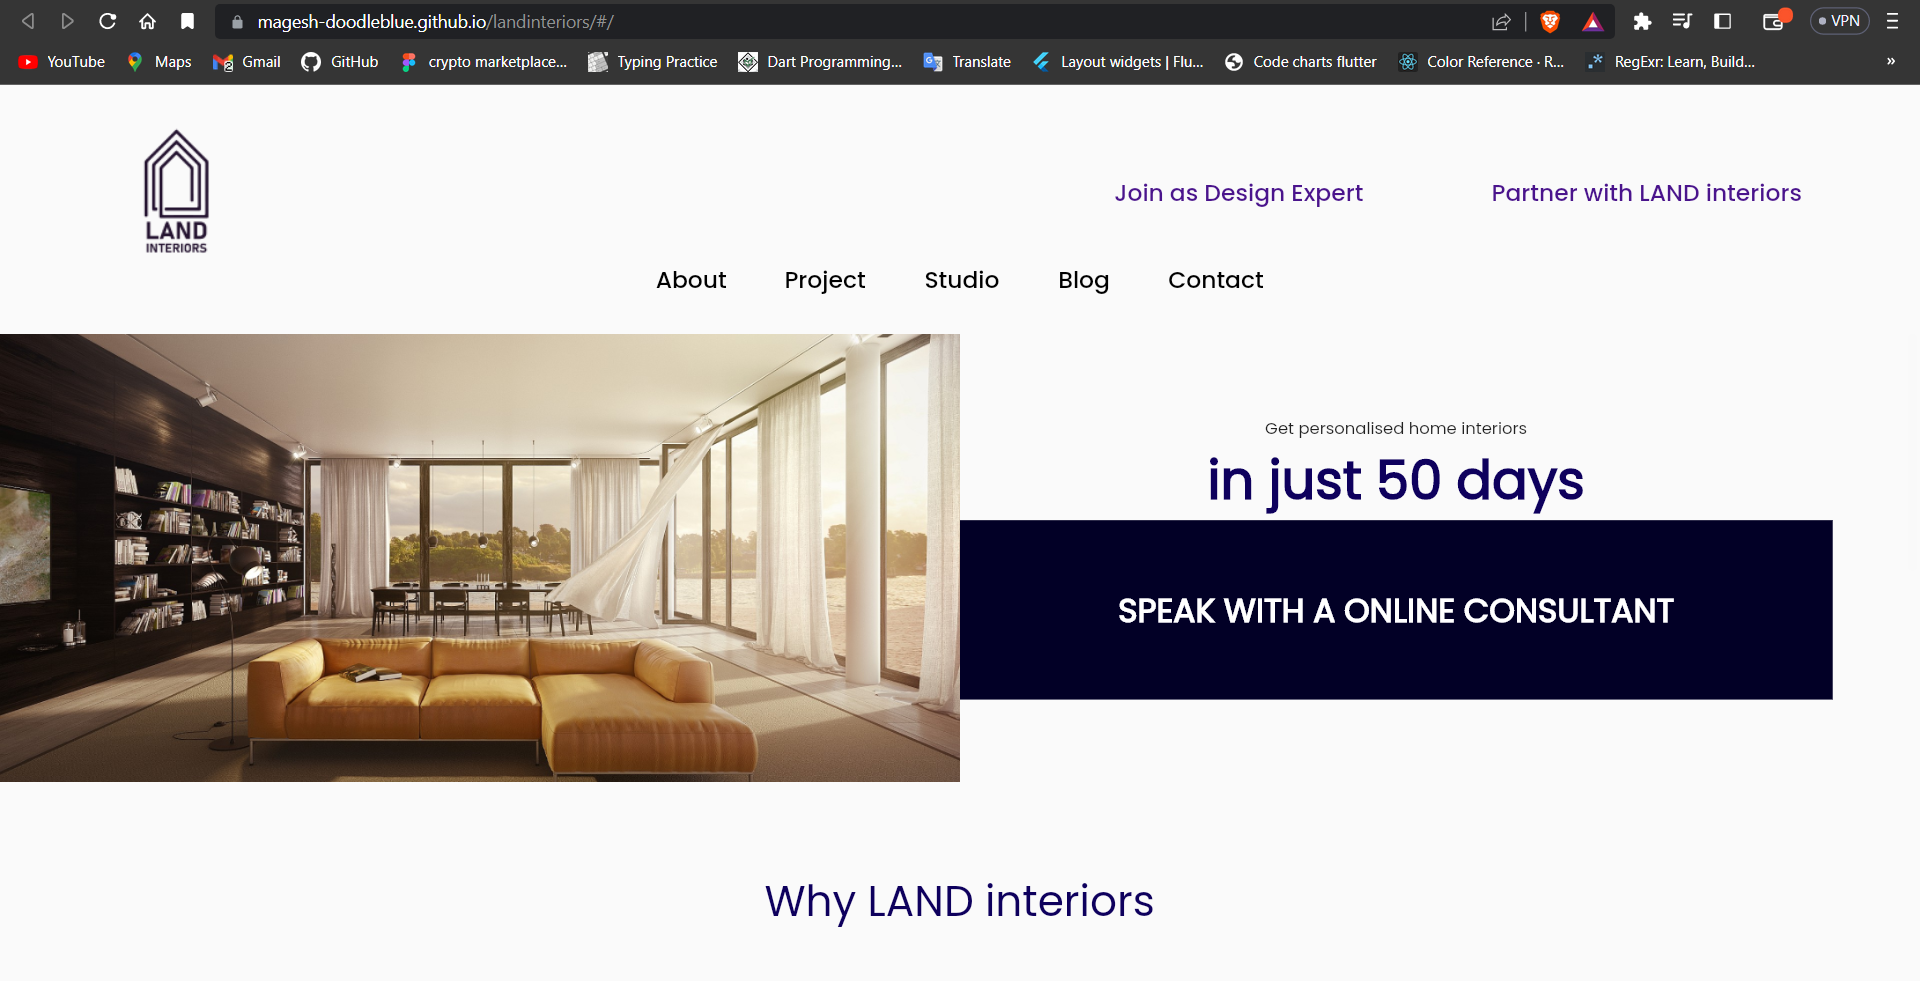 magesh-doodleblue.github.io/landinteriors/#/
VPN
YouTube
Maps
Gmail
GitHub
crypto marketplace...
Typing Practice
Dart Programming...
Translate
Layout widgets | Flu...
Code charts flutter
Color Reference · R...
RegExr: Learn, Build...
»
LAND
INTERIORS
Join as Design Expert
Partner with LAND interiors
About
Project
Studio
Blog
Contact
Get personalised home interiors
in just 50 days
SPEAK WITH A ONLINE CONSULTANT
Why LAND interiors